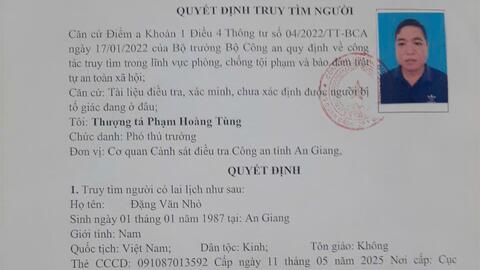 QUYẾT ĐỊNH TRUY TÌM NGƯỜI
Căn cứ Điểm a Khoản 1 Điều 4 Thông tư số 04/2022/TT-BCA
ngày 17/01/2022 của Bộ trưởng Bộ Công an quy định về công
tác truy tìm trong lĩnh vực phòng, chống tội phạm và bảo đảm trật
tự an toàn xã hội;
Căn cứ: Tài liệu điều tra, xác minh, chưa xác định được người bị
tố giác đang ở đâu;
Tôi: Thượng tá Phạm Hoàng Tùng
Chức danh: Phó thủ trưởng
Đơn vị: Cơ quan Cảnh sát điều tra Công an tỉnh An Giang,
QUYẾT ĐỊNH
1. Truy tìm người có lai lịch như sau:
Họ tên: Đặng Văn Nhỏ
Sinh ngày 01 tháng 01 năm 1987 tại: An Giang
Giới tính: Nam
Quốc tịch: Việt Nam; Dân tộc: Kinh; Tôn giáo: Không
Thẻ CCCD: 091087013592 Cấp ngày 11 tháng 05 năm 2025 Nơi cấp: Cục